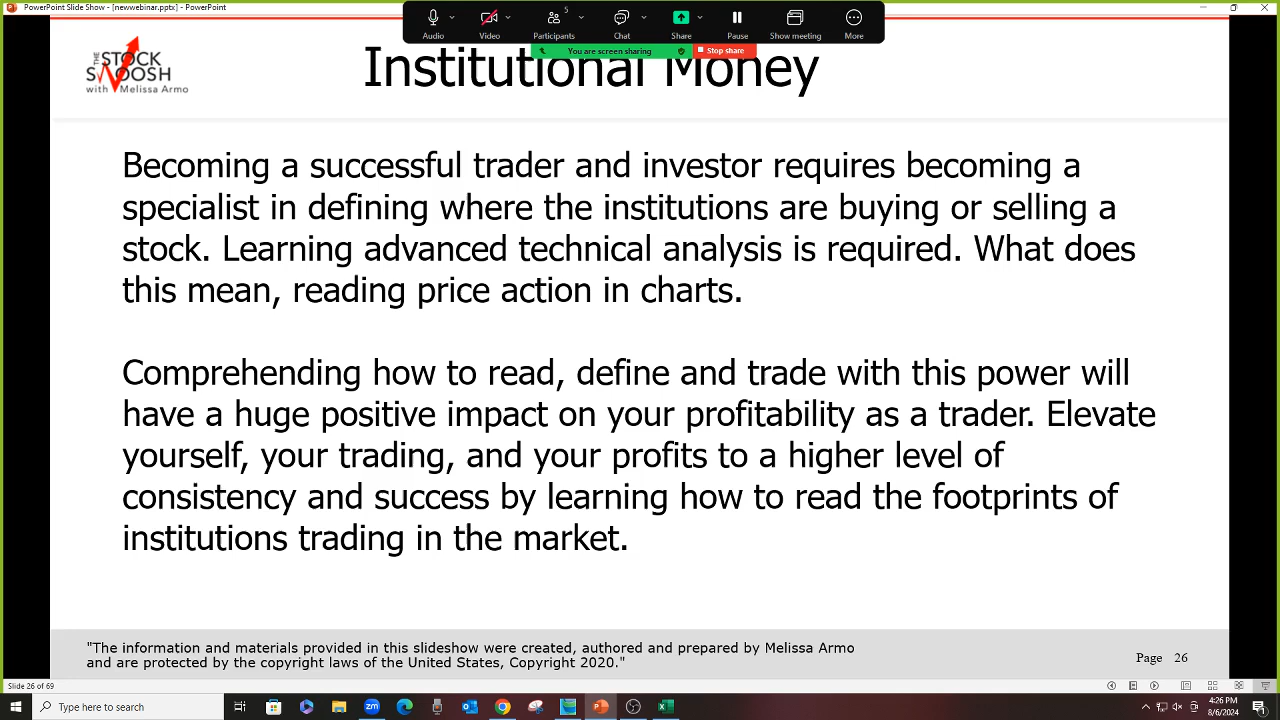 PowerPoint Slide Show - [newwebinar.pptx] - PowerPoint
Audio
Video
5
Participants
Chat
Share
Pause
Show meeting
More
You are screen sharing
Stop share
THE
STOCK
SWOOSH
with Melissa Armo
Institutional Money
Becoming a successful trader and investor requires becoming a
specialist in defining where the institutions are buying or selling a
stock. Learning advanced technical analysis is required. What does
this mean, reading price action in charts.
Comprehending how to read, define and trade with this power will
have a huge positive impact on your profitability as a trader. Elevate
yourself, your trading, and your profits to a higher level of
consistency and success by learning how to read the footprints of
institutions trading in the market.
"The information and materials provided in this slideshow were created, authored and prepared by Melissa Armo
and are protected by the copyright laws of the United States, Copyright 2020."
Page 26
Slide 26 of 69
Type here to search
zm
4:26 PM
8/6/2024